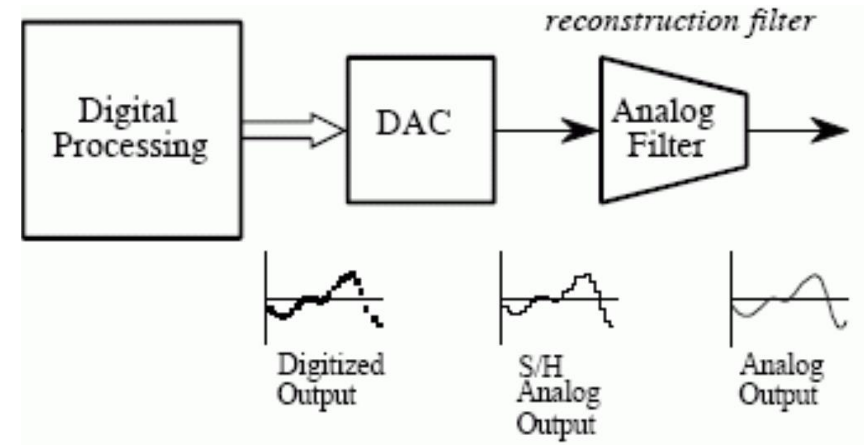 reconstruction filter
Digital
Processing
DAC
Analog
Filter
Digitized
Output
S/H
Analog
Output
Analog
Output